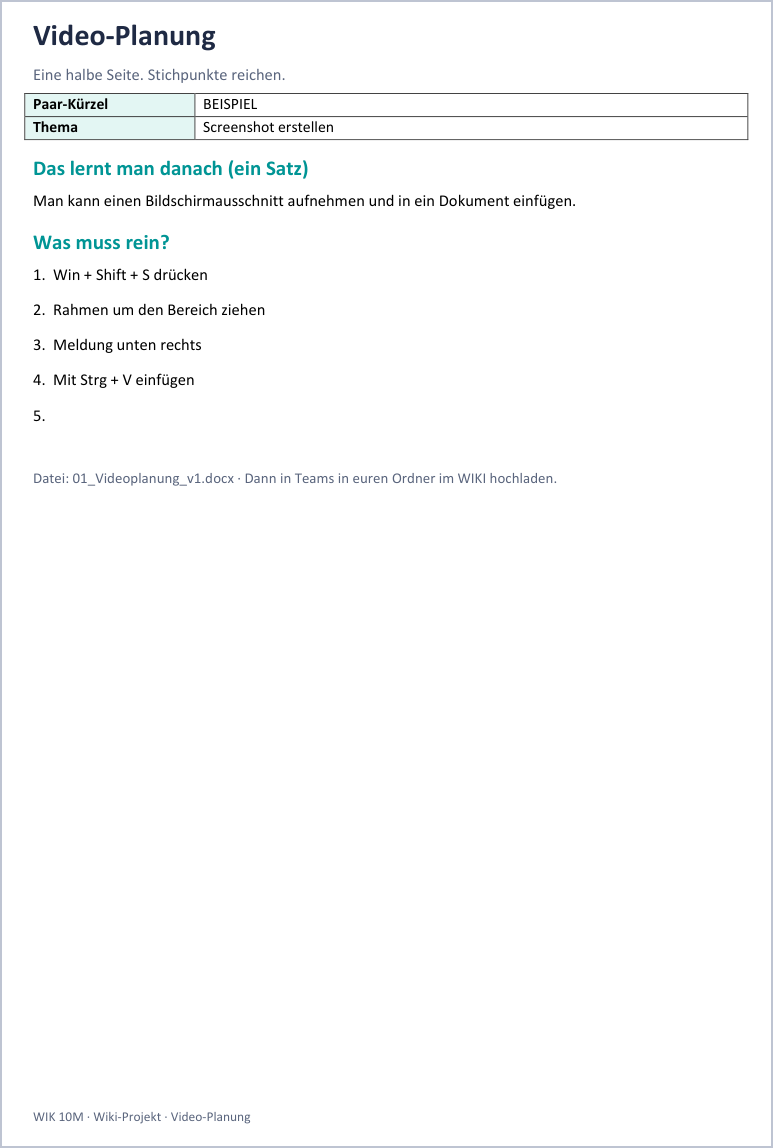 Video-Planung
Eine halbe Seite. Stichpunkte reichen.
Paar-Kürzel BEISPIEL
Thema Screenshot erstellen
Das lernt man danach (ein Satz)
Man kann einen Bildschirmausschnitt aufnehmen und in ein Dokument einfügen.
Was muss rein?
1. Win + Shift + S drücken
2. Rahmen um den Bereich ziehen
3. Meldung unten rechts
4. Mit Strg + V einfügen
5.
Datei: 01_Videoplanung_v1.docx · Dann in Teams in euren Ordner im WIKI hochladen.
WIK 10M · Wiki-Projekt · Video-Planung